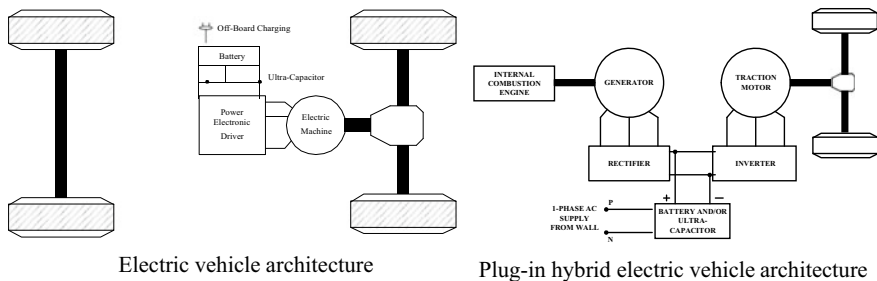 Off-Board Charging
Battery
Ultra-Capacitor
Power
Electronic
Driver
Electric
Machine
Electric vehicle architecture
INTERNAL
COMBUSTION
ENGINE
GENERATOR
TRACTION
MOTOR
RECTIFIER
INVERTER
+
−
1-PHASE AC
SUPPLY
FROM WALL
P
N
BATTERY AND/OR
ULTRA-
CAPACITOR
Plug-in hybrid electric vehicle architecture